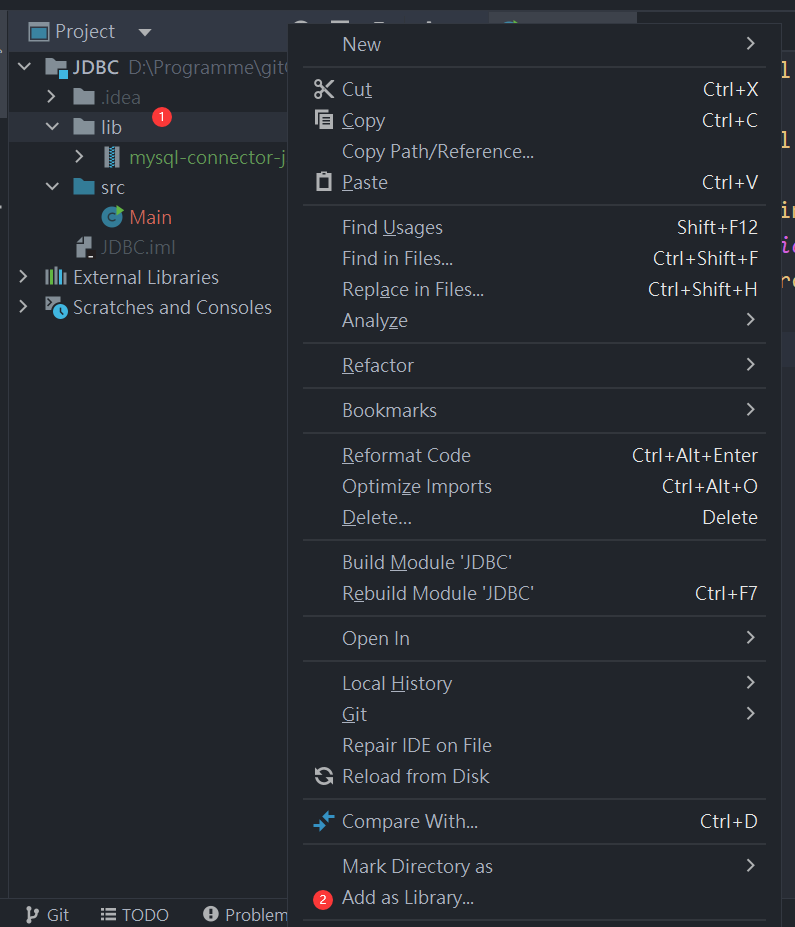 Project
JDBC D:\Programme\git
.idea
lib
1
mysql-connector-j
src
Main
JDBC.iml
External Libraries
Scratches and Consoles
New
Cut Ctrl+X
Copy Ctrl+C
Copy Path/Reference...
Paste Ctrl+V
Find Usages Shift+F12
Find in Files... Ctrl+Shift+F
Replace in Files... Ctrl+Shift+H
Analyze
Refactor
Bookmarks
Reformat Code Ctrl+Alt+Enter
Optimize Imports Ctrl+Alt+O
Delete... Delete
Build Module 'JDBC'
Rebuild Module 'JDBC' Ctrl+F7
Open In
Local History
Git
Repair IDE on File
Reload from Disk
Compare With... Ctrl+D
Mark Directory as
2 Add as Library...
Git TODO Problem